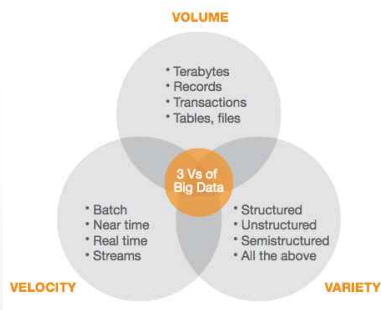 VOLUME
• Terabytes
• Records
• Transactions
• Tables, files
3 Vs of
Big Data
• Batch
• Near time
• Real time
• Streams
• Structured
• Unstructured
• Semistructured
• All the above
VELOCITY
VARIETY